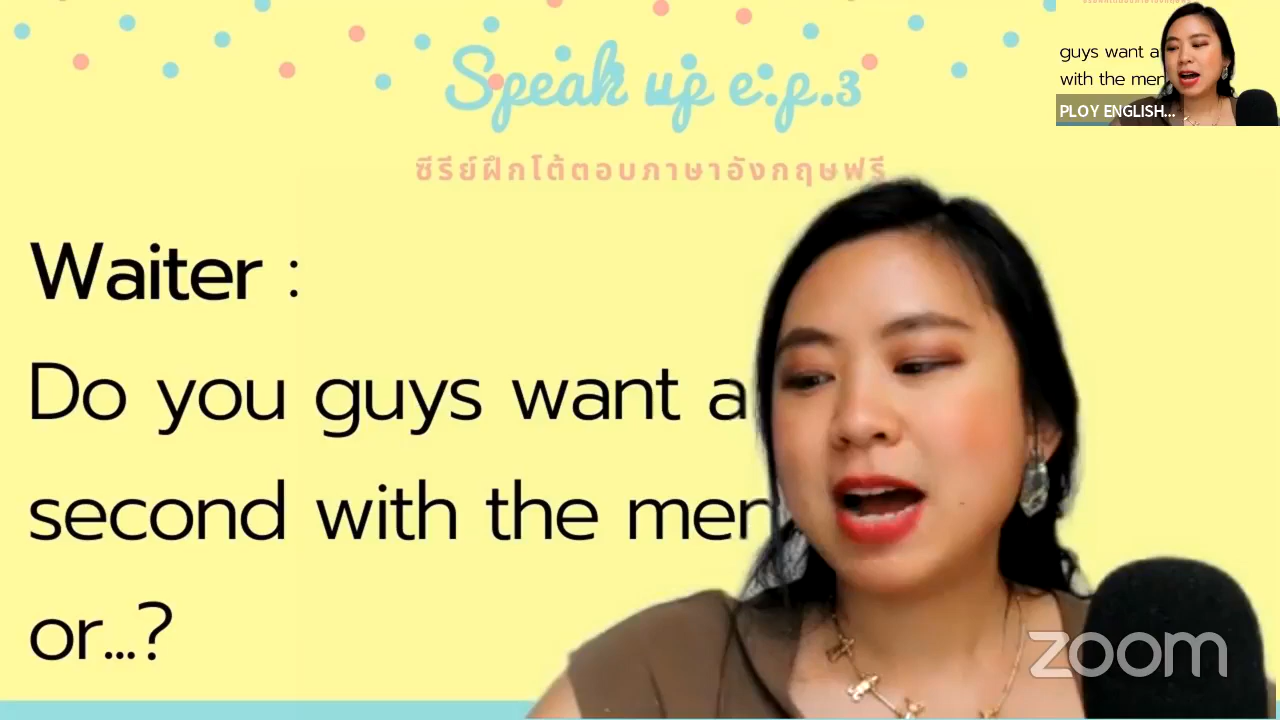 Speak up e.p.3
ซีรีย์ฝึกโต้ตอบภาษาอังกฤษฟรี
Waiter :
Do you guys want a
second with the
or...?
guys want a
with the
PLOY ENGLISH...
zoom